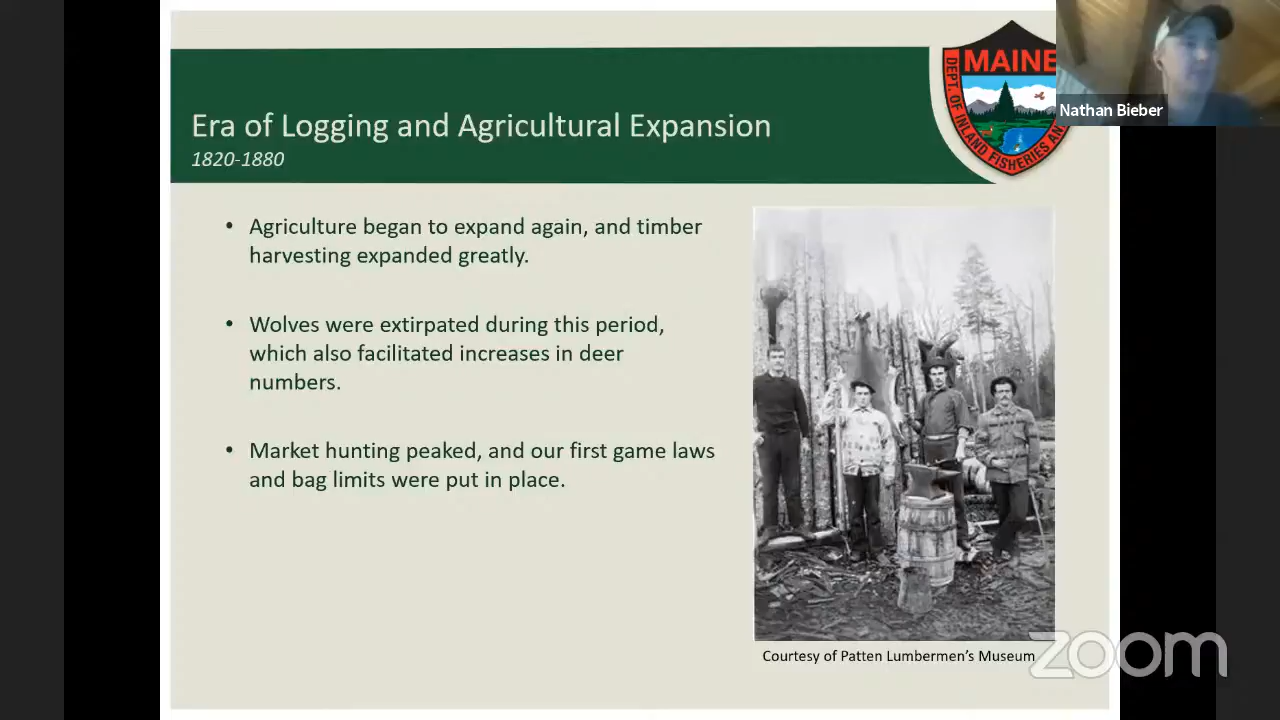 MAINE
DEPT. OF INLAND FISHERIES AN
Nathan Bieber
Era of Logging and Agricultural Expansion
1820-1880
• Agriculture began to expand again, and timber
harvesting expanded greatly.
• Wolves were extirpated during this period,
which also facilitated increases in deer
numbers.
• Market hunting peaked, and our first game laws
and bag limits were put in place.
Courtesy of Patten Lumbermen's Museum
zoom